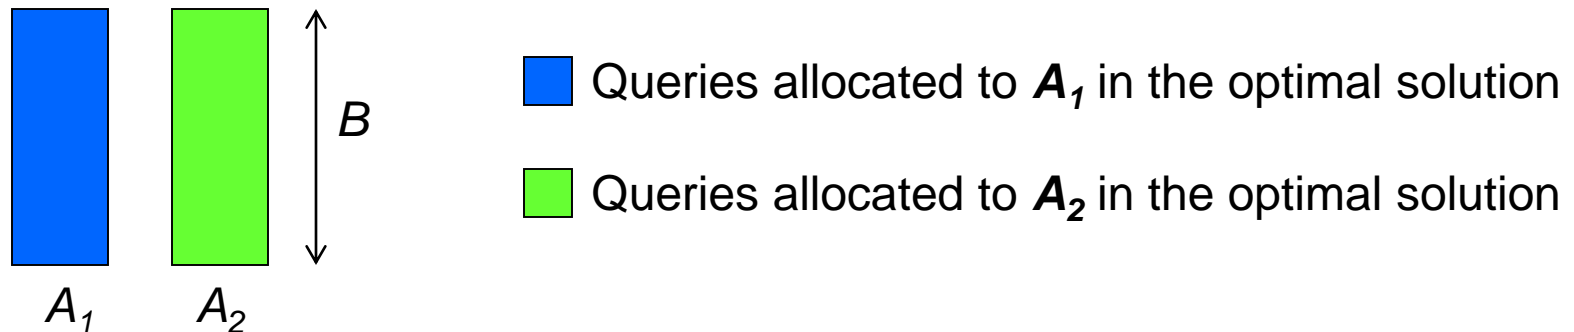 Queries allocated to A1 in the optimal solution
B
Queries allocated to A2 in the optimal solution
A1 A2